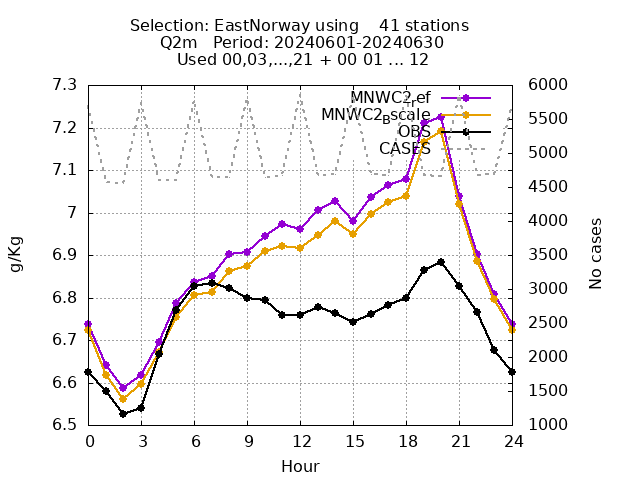 Selection: EastNorway using    41 stations
Q2m   Period: 20240601-20240630
Used 00,03,...,21 + 00 01 ... 12
7.3
7.2
7.1
7
6.9
6.8
6.7
6.6
6.5
g/Kg
6000
5500
5000
4500
4000
3500
3000
2500
2000
1500
1000
No cases
MNWC2_ref
MNWC2_Bscale
OBS
CASES
0 3 6 9 12 15 18 21 24
Hour